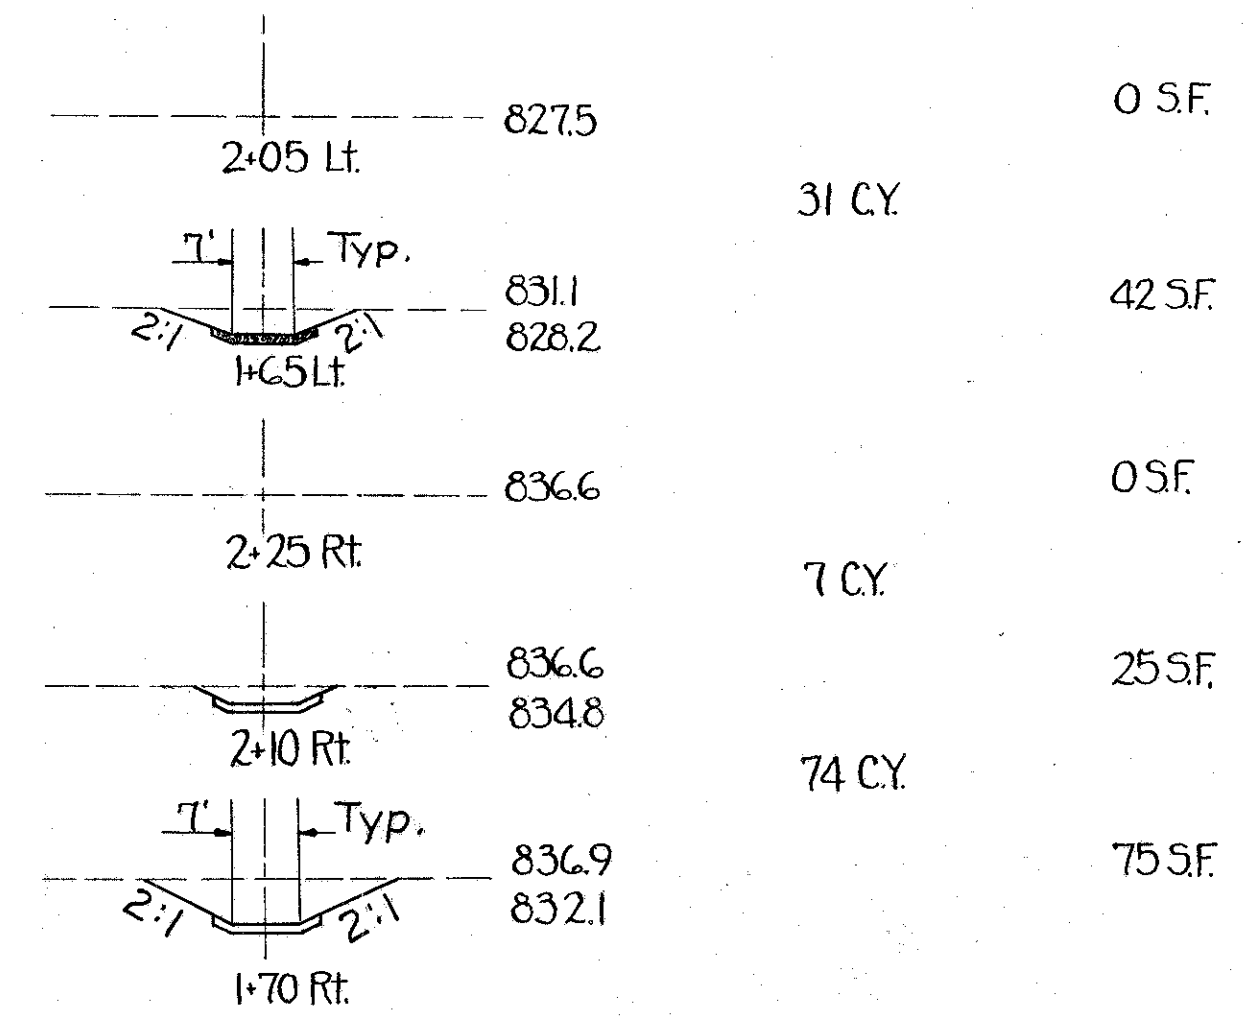 0 S.F.
827.5
2+05 Lt.
31 C.Y.
7' Typ.
831.1 42 S.F.
2:1 2:1 828.2
1+65 Lt.
836.6 0 S.F.
2+25 Rt.
7 C.Y.
836.6 25 S.F.
834.8
2+10 Rt.
74 C.Y.
7' Typ.
836.9 75 S.F.
2:1 2:1 832.1
1+70 Rt.